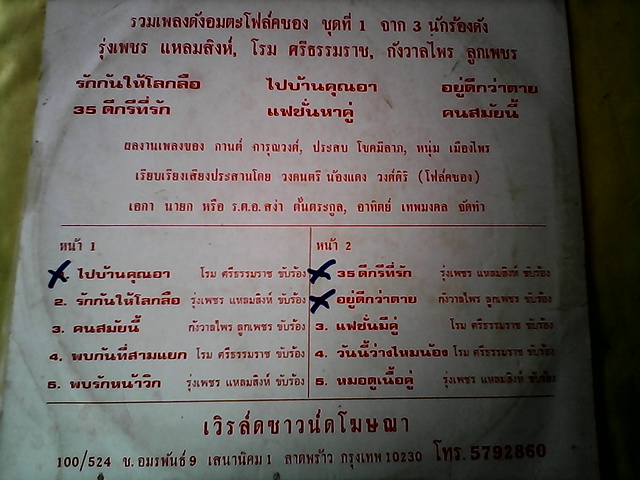 รวมเพลงดังอมตะโฟล์คซอง ชุดที่ 1 จาก 3 นักร้องดัง
รุ่งเพชร แหลมสิงห์, โรม ศรีธรรมราช, กังวาลไพร ลูกเพชร
รักกันให้โลกลือ ไปบ้านคุณอา อยู่ดีกว่าตาย
35 ดีกรีที่รัก แฟชั่นหาคู่ คนสมัยนี้
ผลงานเพลงของ กานต์ การุณวงศ์, ประสบ โชคมีลาภ, หนุ่ม เมืองไพร
เรียบเรียงเสียงประสานโดย วงดนตรี น้องแดง วงศ์ศิริ (โฟล์คซอง)
เอกา นายก หรือ ร.ต.อ.สง่า ตั้นตระกูล, อาทิตย์ เทพมงคล จัดทำ
หน้า 1
1. ไปบ้านคุณอา โรม ศรีธรรมราช ขับร้อง
2. รักกันให้โลกลือ รุ่งเพชร แหลมสิงห์ ขับร้อง
3. คนสมัยนี้ กังวาลไพร ลูกเพชร ขับร้อง
4. พบกันที่สามแยก โรม ศรีธรรมราช ขับร้อง
5. พบรักหน้าวิก รุ่งเพชร แหลมสิงห์ ขับร้อง
หน้า 2
35 ดีกรีที่รัก รุ่งเพชร แหลมสิงห์ ขับร้อง
อยู่ดีกว่าตาย กังวาลไพร ลูกเพชร ขับร้อง
3. แฟชั่นมีคู่ โรม ศรีธรรมราช ขับร้อง
4. วันนี้ว่างไหมน้อง โรม ศรีธรรมราช ขับร้อง
5. หมอดูเนื้อคู่ รุ่งเพชร แหลมสิงห์ ขับร้อง
เวิรล์ดซาวน์ดโฆษณา
100/524 ซ.อมรพันธ์ 9 เสนานิคม 1 ลาดพร้าว กรุงเทพ 10230 โทร. 5792860